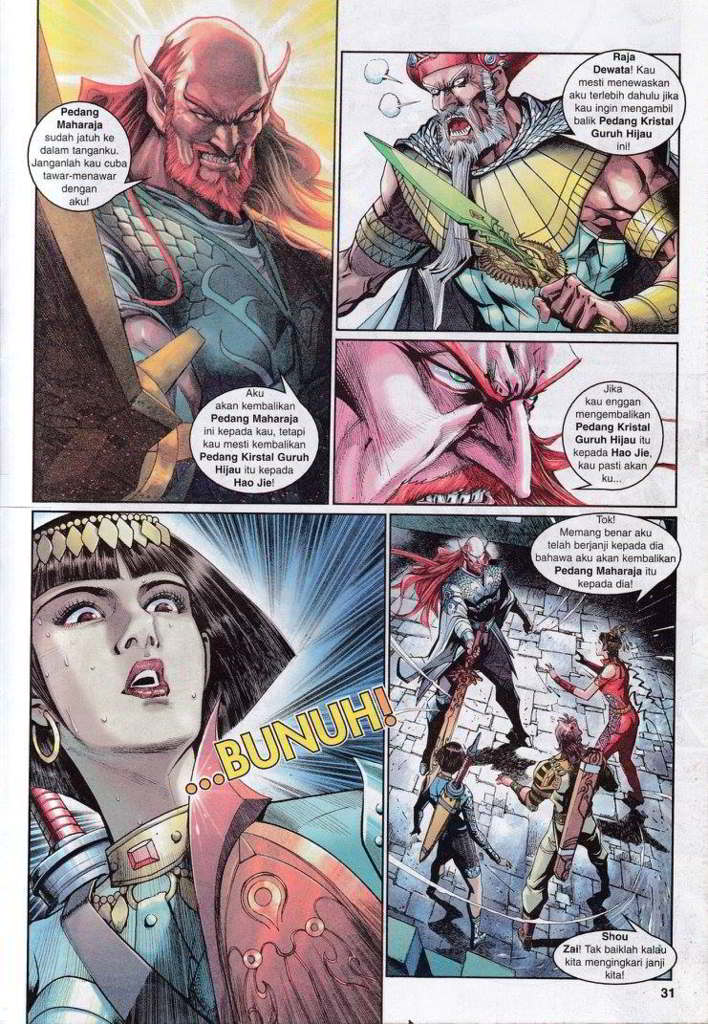 Pedang
Maharaja
sudah jatuh ke
dalam tanganku.
Janganlah kau cuba
tawar-menawar
dengan
aku!
Aku
akan kembalikan
Pedang Maharaja
ini kepada kau, tetapi
kau mesti kembalikan
Pedang Kirstal Guruh
Hijau itu kepada
Hao Jie!
Raja
Dewata! Kau
mesti menewaskan
aku terlebih dahulu jika
kau ingin mengambil
balik Pedang Kristal
Guruh Hijau
ini!
Jika
kau enggan
mengembalikan
Pedang Kristal
Guruh Hijau itu
kepada Hao Jie,
kau pasti akan
ku...
...BUNUH!
Tok!
Memang benar aku
telah berjanji kepada dia
bahawa aku akan kembalikan
Pedang Maharaja itu
kepada dia!
Shou
Zai! Tak baiklah kalau
kita mengingkari janji
kita!
31